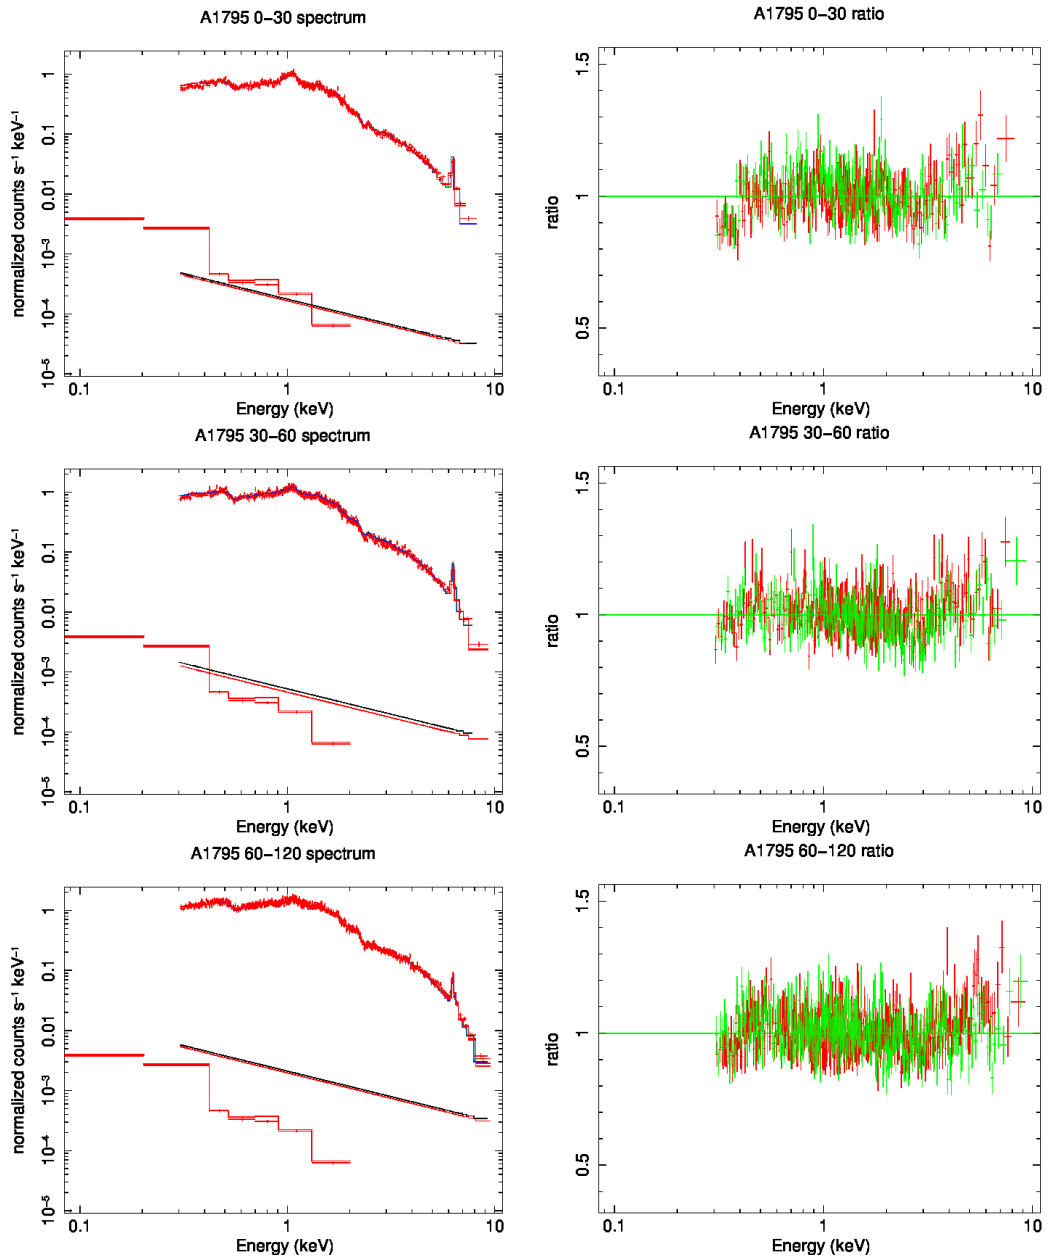 A1795 0−30 spectrum
normalized counts s⁻¹ keV⁻¹
1
0.1
0.01
10⁻³
10⁻⁴
10⁻⁵
0.1 1 10
Energy (keV)
A1795 0−30 ratio
ratio
1.5
1
0.5
0.1 1 10
Energy (keV)
A1795 30−60 spectrum
normalized counts s⁻¹ keV⁻¹
1
0.1
0.01
10⁻³
10⁻⁴
10⁻⁵
0.1 1 10
Energy (keV)
A1795 30−60 ratio
ratio
1.5
1
0.5
0.1 1 10
Energy (keV)
A1795 60−120 spectrum
normalized counts s⁻¹ keV⁻¹
1
0.1
0.01
10⁻³
10⁻⁴
10⁻⁵
0.1 1 10
Energy (keV)
A1795 60−120 ratio
ratio
1.5
1
0.5
0.1 1 10
Energy (keV)